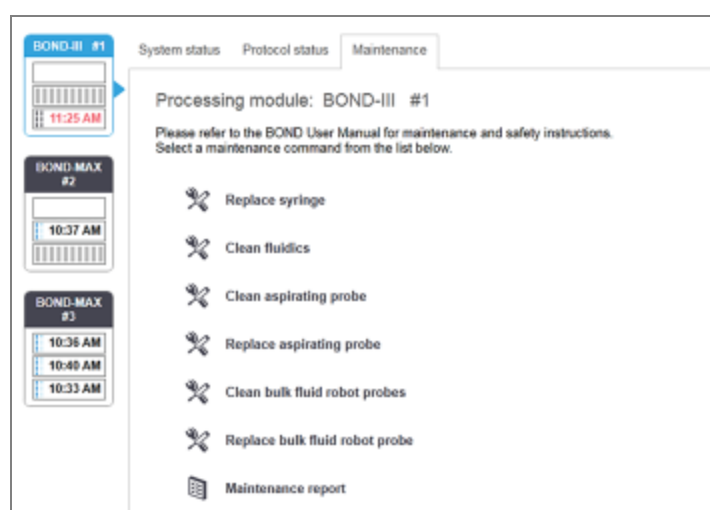 BOND-III #1
11:25 AM
BOND-MAX
#2
10:37 AM
BOND-MAX
#3
10:36 AM
10:40 AM
10:33 AM
System status Protocol status Maintenance
Processing module: BOND-III #1
Please refer to the BOND User Manual for maintenance and safety instructions.
Select a maintenance command from the list below.
Replace syringe
Clean fluidics
Clean aspirating probe
Replace aspirating probe
Clean bulk fluid robot probes
Replace bulk fluid robot probe
Maintenance report